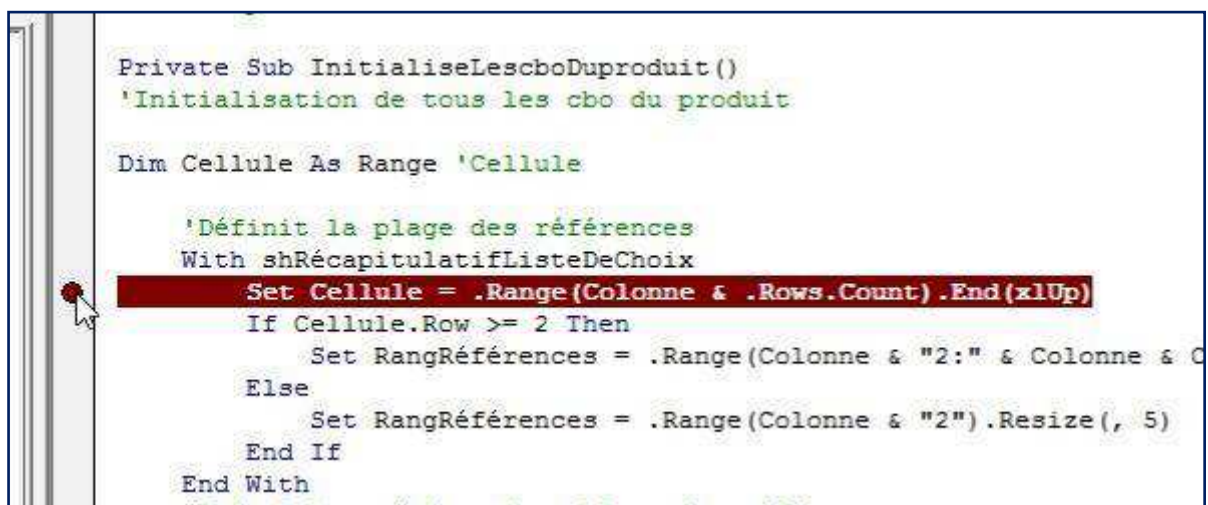 Private Sub InitialiseLescboDuproduit()
'Initialisation de tous les cbo du produit
Dim Cellule As Range 'Cellule
'Définit la plage des références
With shRécapitulatifListeDeChoix
Set Cellule = .Range(Colonne & .Rows.Count).End(xlUp)
If Cellule.Row >= 2 Then
Set RangRéférences = .Range(Colonne & "2:" & Colonne &
Else
Set RangRéférences = .Range(Colonne & "2").Resize(, 5)
End If
End With